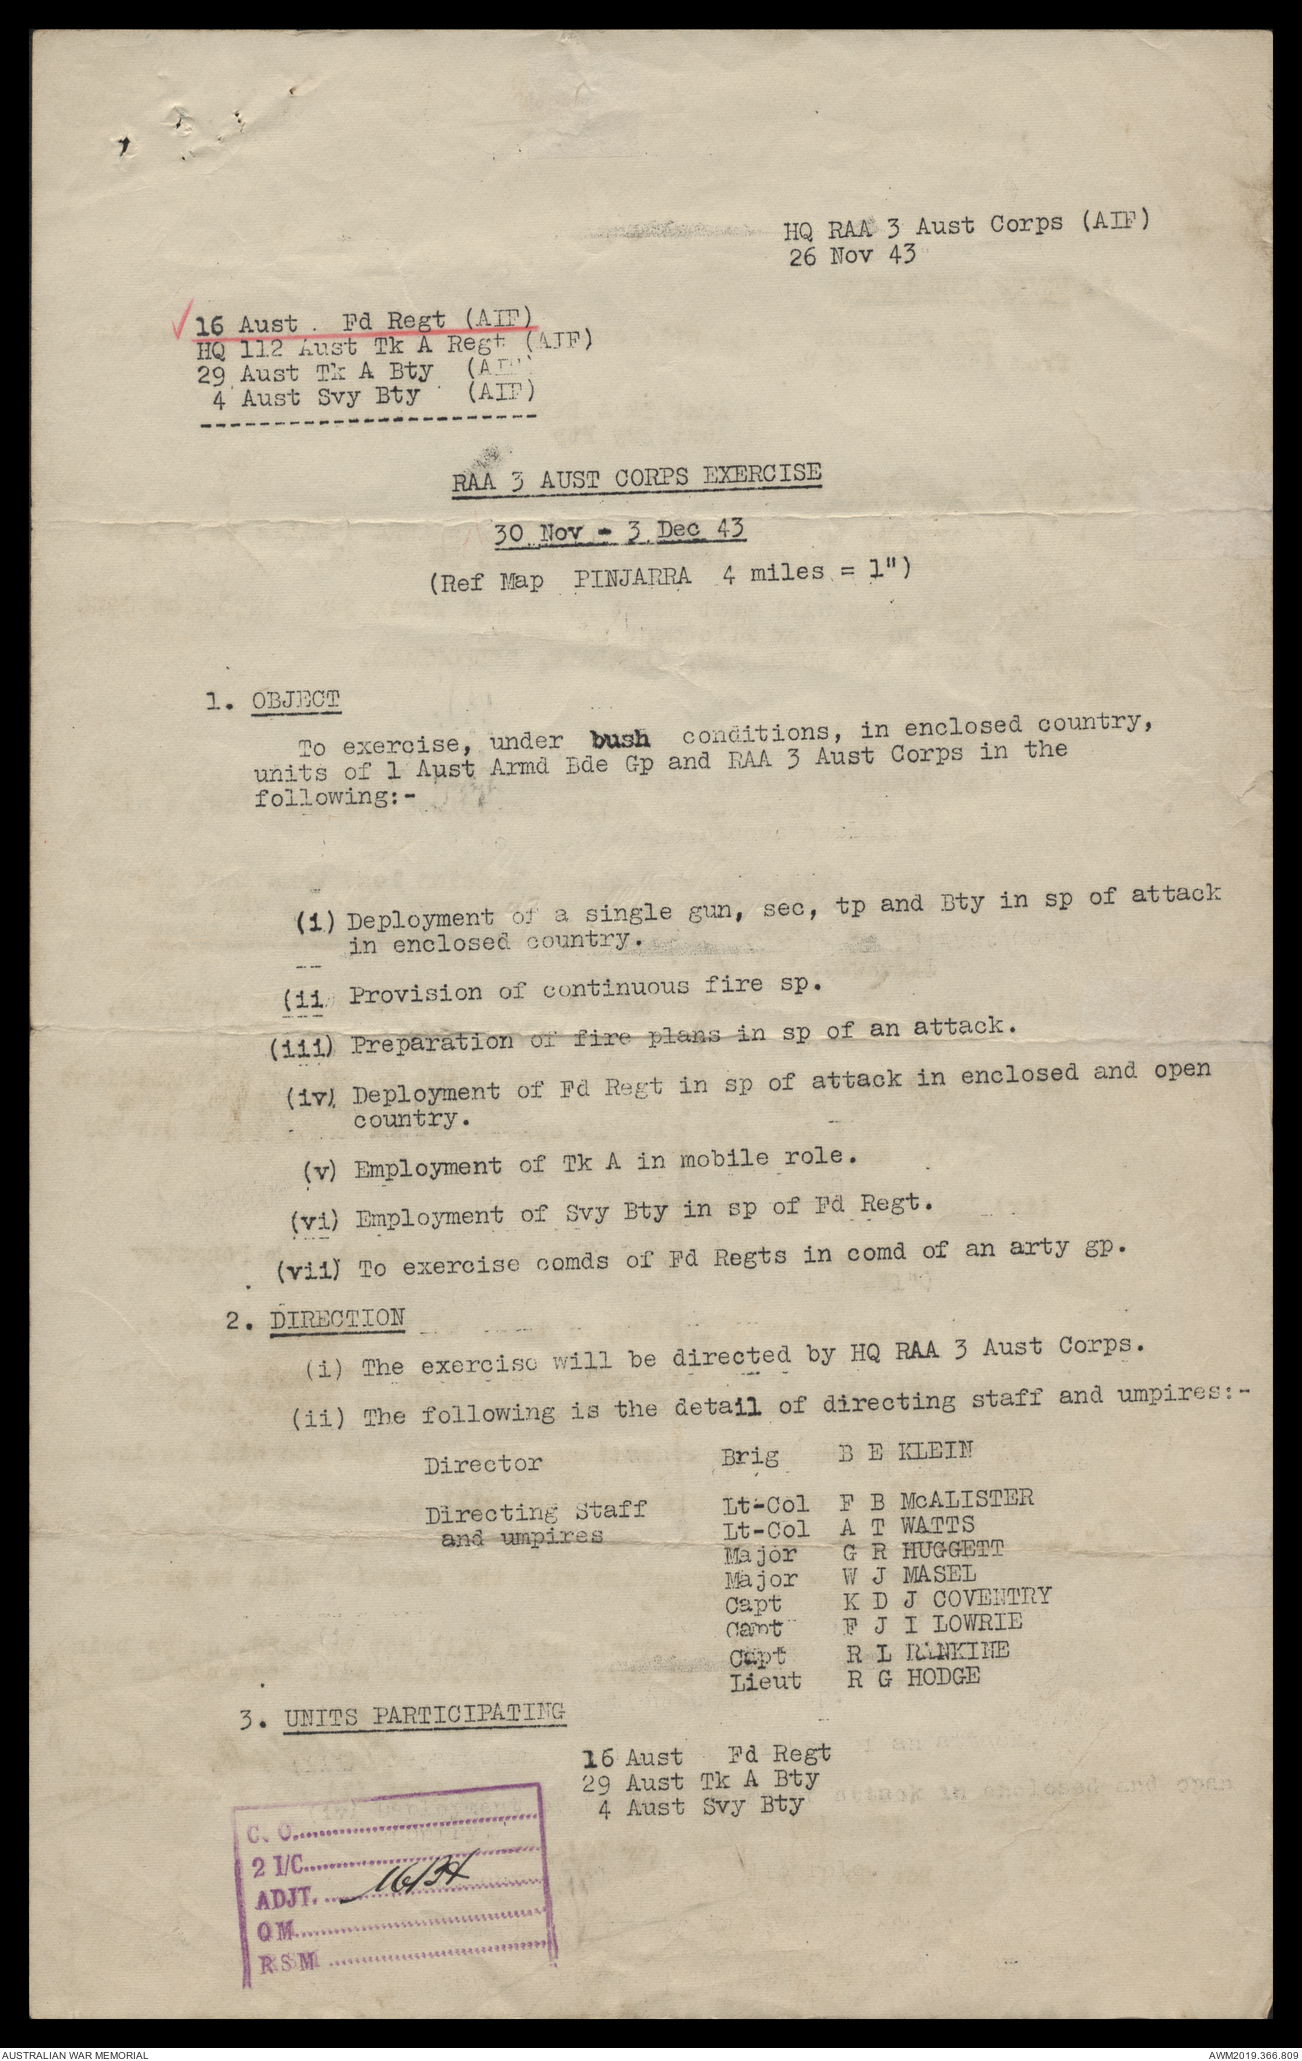 HQ RAA 3 Aust Corps (AIF)
26 Nov 43
16 Aust . Fd Regt (AIF)
HQ 112 Aust Tk A Regt (AIF)
29 Aust Tk A Bty (AIF)
4 Aust Svy Bty (AIF)
RAA 3 AUST CORPS EXERCISE
30 Nov - 3 Dec 43
(Ref Map PINJARRA 4 miles = 1")
1. OBJECT
To exercise, under bush conditions, in enclosed country,
units of 1 Aust Armd Bde Gp and RAA 3 Aust Corps in the
following:-
(i) Deployment of a single gun, sec, tp and Bty in sp of attack
in enclosed country.
(ii Provision of continuous fire sp.
(iii) Preparation of fire plans in sp of an attack.
(iv) Deployment of Fd Regt in sp of attack in enclosed and open
country.
(v) Employment of Tk A in mobile role.
(vi) Employment of Svy Bty in sp of Fd Regt.
(vii) To exercise comds of Fd Regts in comd of an arty gp.
2. DIRECTION
(i) The exercise will be directed by HQ RAA 3 Aust Corps.
(ii) The following is the detail of directing staff and umpires:-
Director Brig B E KLEIN
Directing Staff Lt-Col F B McALISTER
and umpires Lt-Col A T WATTS
Major G R HUGGETT
Major W J MASEL
Capt K D J COVENTRY
Capt F J I LOWRIE
Capt R L RANKINE
Lieut R G HODGE
3. UNITS PARTICIPATING
16 Aust Fd Regt
29 Aust Tk A Bty
4 Aust Svy Bty
C. O.
2 I/C
ADJT.
Q M
R S M
AUSTRALIAN WAR MEMORIAL AWM2019.366.809